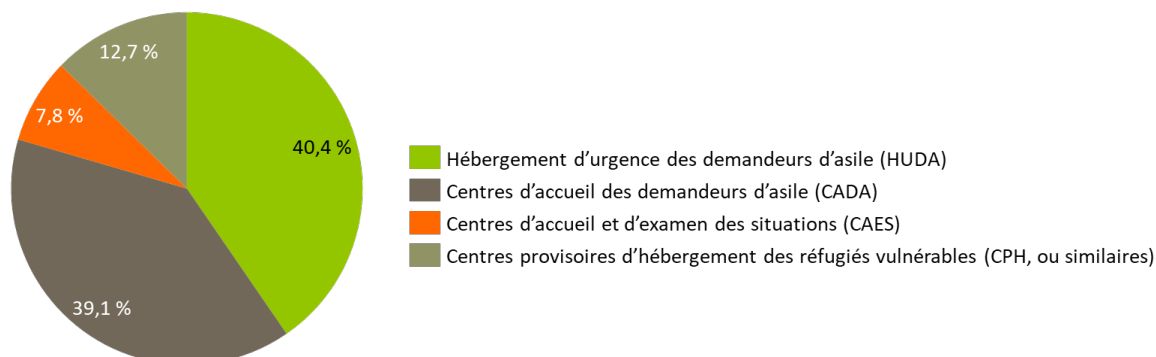 12,7 %
7,8 %
40,4 %
39,1 %
Hébergement d’urgence des demandeurs d’asile (HUDA)
Centres d’accueil des demandeurs d’asile (CADA)
Centres d’accueil et d’examen des situations (CAES)
Centres provisoires d’hébergement des réfugiés vulnérables (CPH, ou similaires)